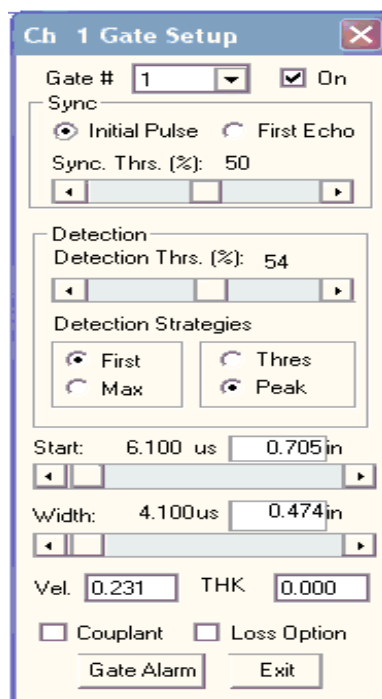 Ch 1 Gate Setup
Gate # 1 On
Sync
Initial Pulse First Echo
Sync. Thrs. (%): 50
Detection
Detection Thrs. (%): 54
Detection Strategies
First Thres
Max Peak
Start: 6.100 us 0.705 in
Width: 4.100us 0.474 in
Vel. 0.231 THK 0.000
Couplant Loss Option
Gate Alarm Exit